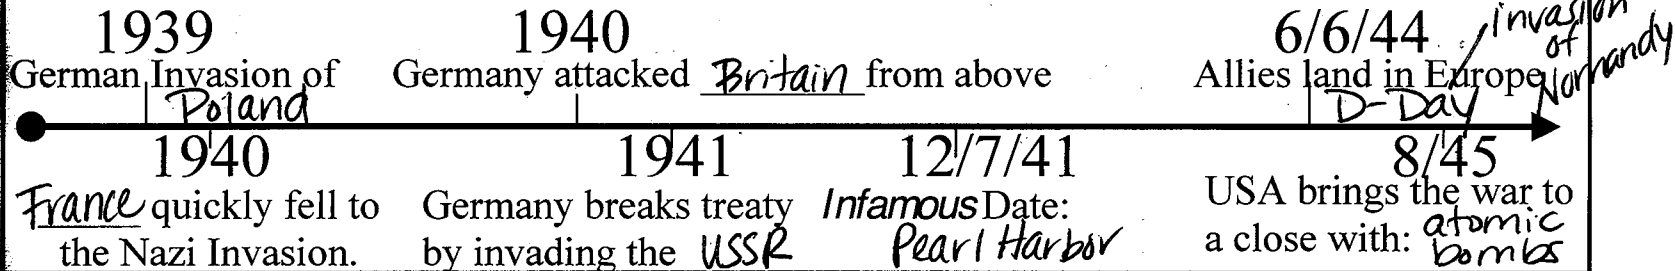 1939
German Invasion of
Poland
1940
Germany attacked Britain from above
6/6/44
Allies land in Europe
D-Day / invasion
of
Normandy
1940
France quickly fell to
the Nazi Invasion.
1941
Germany breaks treaty
by invading the USSR
12/7/41
Infamous Date:
Pearl Harbor
8/45
USA brings the war to
a close with: atomic
bombs